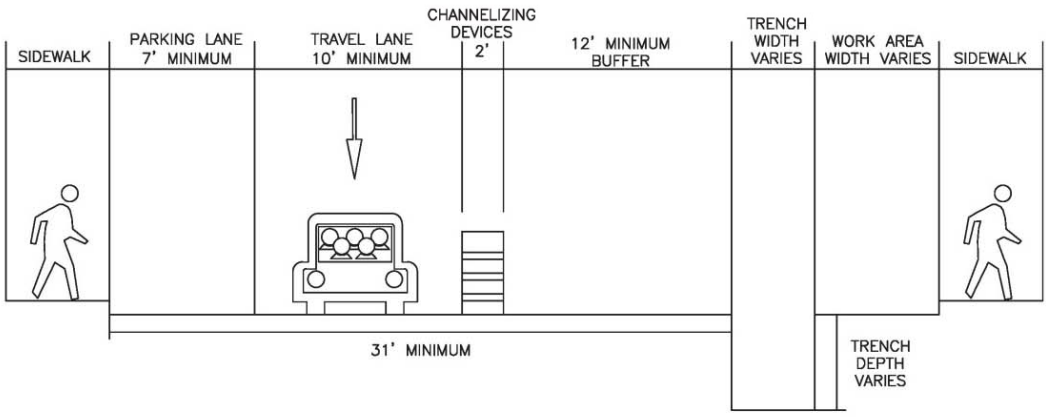 SIDEWALK
PARKING LANE
7' MINIMUM
TRAVEL LANE
10' MINIMUM
CHANNELIZING
DEVICES
2'
12' MINIMUM
BUFFER
TRENCH
WIDTH
VARIES
WORK AREA
WIDTH VARIES
SIDEWALK
31' MINIMUM
TRENCH
DEPTH
VARIES